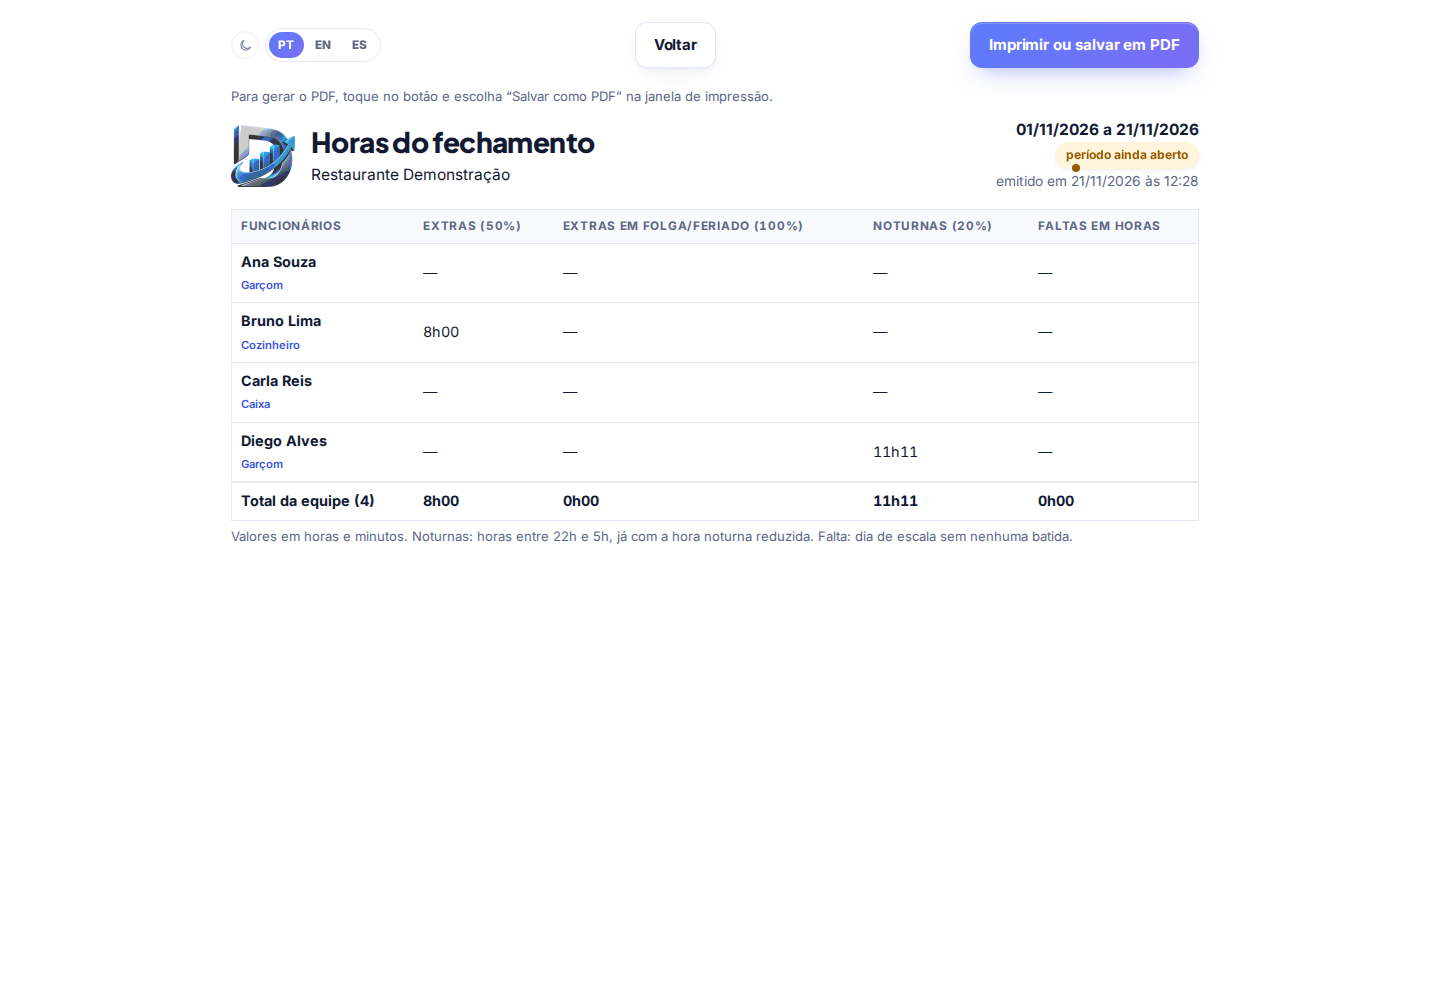 PT EN ES
Voltar
Imprimir ou salvar em PDF
Para gerar o PDF, toque no botão e escolha “Salvar como PDF” na janela de impressão.
Horas do fechamento
Restaurante Demonstração
01/11/2026 a 21/11/2026
período ainda aberto
emitido em 21/11/2026 às 12:28
FUNCIONÁRIOS EXTRAS (50%) EXTRAS EM FOLGA/FERIADO (100%) NOTURNAS (20%) FALTAS EM HORAS
Ana Souza
Garçom
— — — —
Bruno Lima
Cozinheiro
8h00 — — —
Carla Reis
Caixa
— — — —
Diego Alves
Garçom
— — 11h11 —
Total da equipe (4) 8h00 0h00 11h11 0h00
Valores em horas e minutos. Noturnas: horas entre 22h e 5h, já com a hora noturna reduzida. Falta: dia de escala sem nenhuma batida.